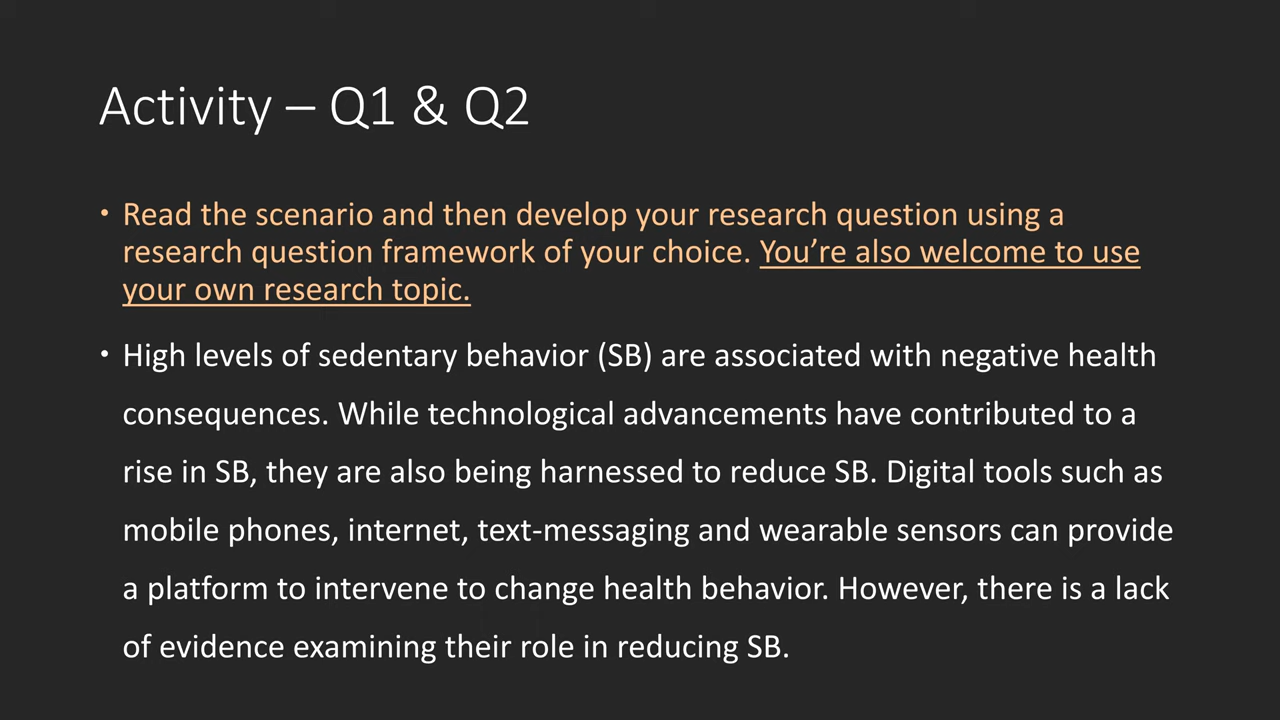 Activity – Q1 & Q2
• Read the scenario and then develop your research question using a
research question framework of your choice. You’re also welcome to use
your own research topic.
• High levels of sedentary behavior (SB) are associated with negative health
consequences. While technological advancements have contributed to a
rise in SB, they are also being harnessed to reduce SB. Digital tools such as
mobile phones, internet, text-messaging and wearable sensors can provide
a platform to intervene to change health behavior. However, there is a lack
of evidence examining their role in reducing SB.